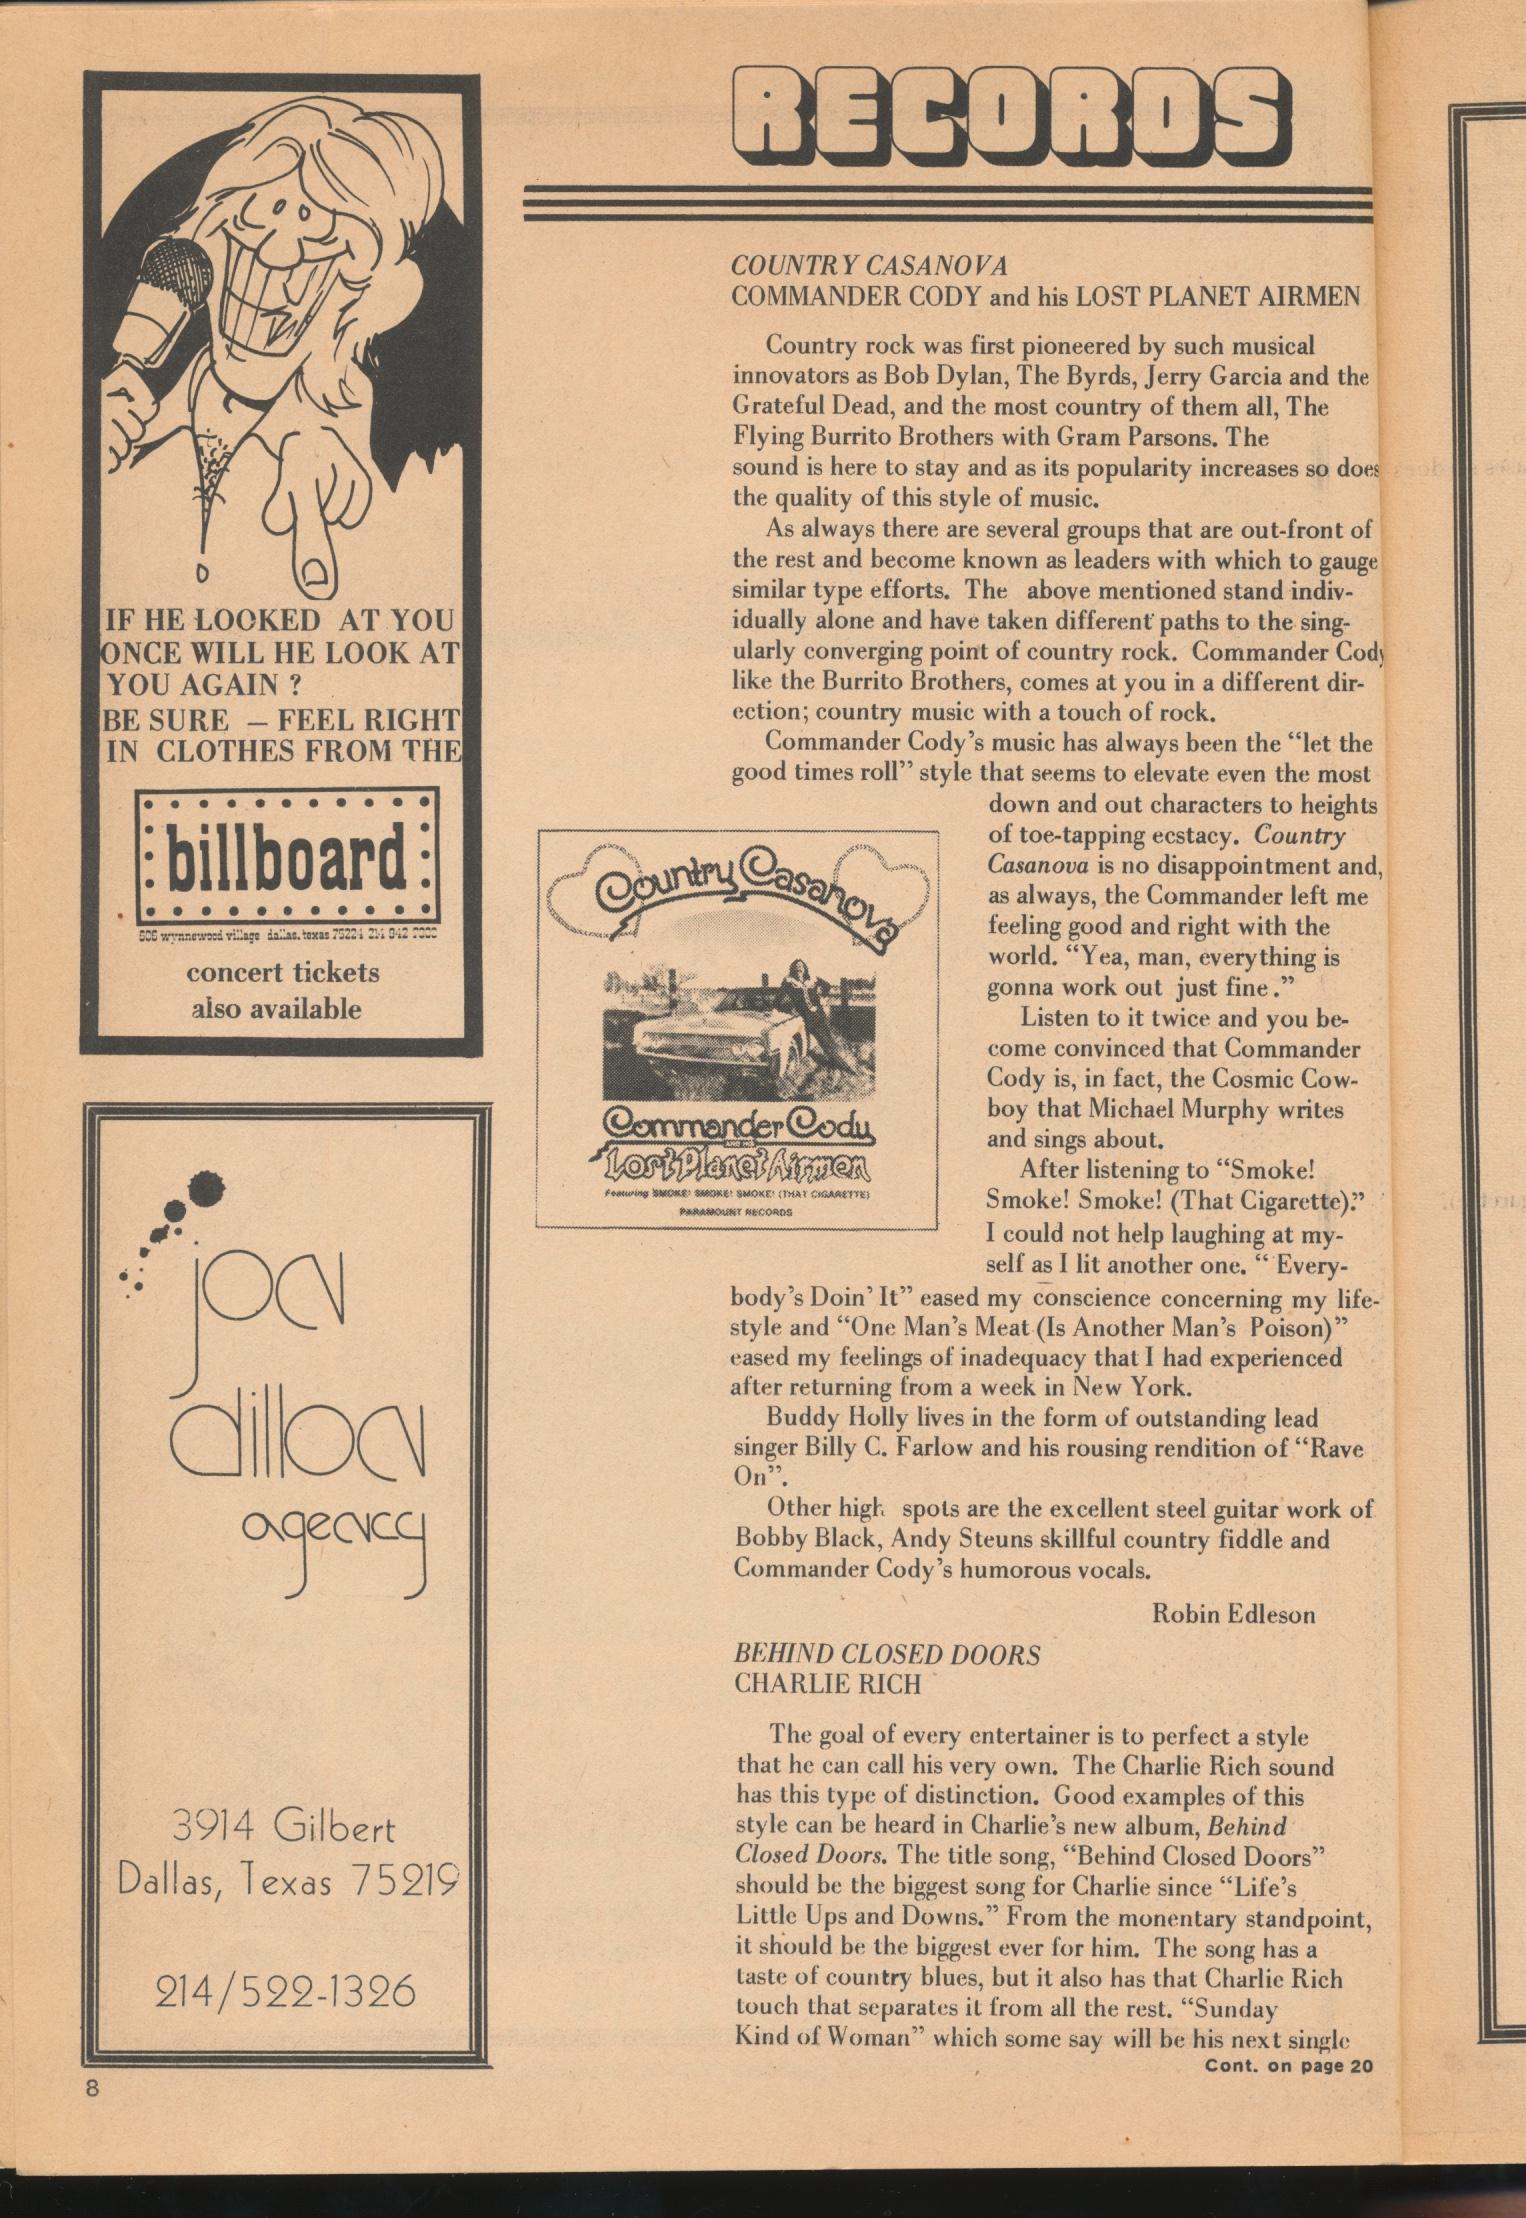 IF HE LOOKED AT YOU
ONCE WILL HE LOOK AT
YOU AGAIN ?
BE SURE — FEEL RIGHT
IN CLOTHES FROM THE
billboard
wynnewood village dallas, texas 75224 214
concert tickets
also available
joe
dillon
agency
3914 Gilbert
Dallas, Texas 75219
214/522-1326
8
RECORDS
COUNTRY CASANOVA
COMMANDER CODY and his LOST PLANET AIRMEN
Country rock was first pioneered by such musical
innovators as Bob Dylan, The Byrds, Jerry Garcia and the
Grateful Dead, and the most country of them all, The
Flying Burrito Brothers with Gram Parsons. The
sound is here to stay and as its popularity increases so does
the quality of this style of music.
As always there are several groups that are out-front of
the rest and become known as leaders with which to gauge
similar type efforts. The above mentioned stand indiv-
idually alone and have taken different paths to the sing-
ularly converging point of country rock. Commander Cody
like the Burrito Brothers, comes at you in a different dir-
ection; country music with a touch of rock.
Commander Cody's music has always been the “let the
good times roll” style that seems to elevate even the most
down and out characters to heights
of toe-tapping ecstacy. Country
Casanova is no disappointment and,
as always, the Commander left me
feeling good and right with the
world. “Yea, man, everything is
gonna work out just fine.”
Listen to it twice and you be-
come convinced that Commander
Cody is, in fact, the Cosmic Cow-
boy that Michael Murphy writes
and sings about.
After listening to “Smoke!
Smoke! Smoke! (That Cigarette).”
I could not help laughing at my-
self as I lit another one. “Every-
body's Doin' It” eased my conscience concerning my life-
style and “One Man's Meat (Is Another Man's Poison)”
eased my feelings of inadequacy that I had experienced
after returning from a week in New York.
Buddy Holly lives in the form of outstanding lead
singer Billy C. Farlow and his rousing rendition of “Rave
On”.
Other high spots are the excellent steel guitar work of
Bobby Black, Andy Steuns skillful country fiddle and
Commander Cody's humorous vocals.
Robin Edleson
Country Casanova
Commander Cody
AND HIS
Lost Planet Airmen
Featuring SMOKE! SMOKE! SMOKE! (THAT CIGARETTE)
PARAMOUNT RECORDS
BEHIND CLOSED DOORS
CHARLIE RICH
The goal of every entertainer is to perfect a style
that he can call his very own. The Charlie Rich sound
has this type of distinction. Good examples of this
style can be heard in Charlie's new album, Behind
Closed Doors. The title song, “Behind Closed Doors”
should be the biggest song for Charlie since “Life's
Little Ups and Downs.” From the monentary standpoint,
it should be the biggest ever for him. The song has a
taste of country blues, but it also has that Charlie Rich
touch that separates it from all the rest. “Sunday
Kind of Woman” which some say will be his next single
Cont. on page 20